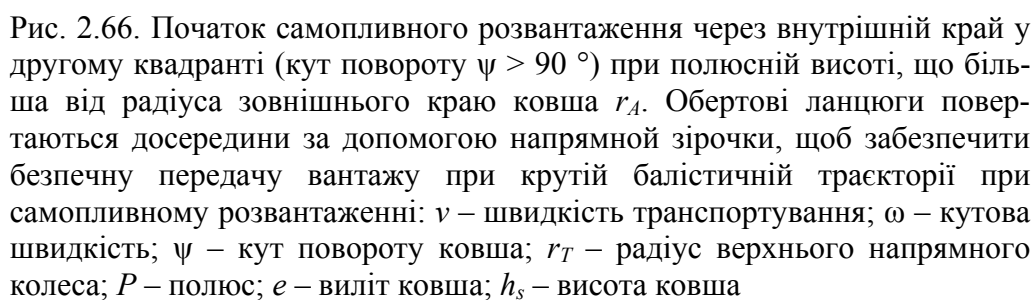 Рис. 2.66. Початок самопливного розвантаження через внутрішній край у
другому квадранті (кут повороту ψ > 90 °) при полюсній висоті, що біль-
ша від радіуса зовнішнього краю ковша r_A. Обертові ланцюги повер-
таються досередини за допомогою напрямної зірочки, щоб забезпечити
безпечну передачу вантажу при крутій балістичній траєкторії при
самопливному розвантаженні: v – швидкість транспортування; ω – кутова
швидкість; ψ – кут повороту ковша; r_T – радіус верхнього напрямного
колеса; P – полюс; e – виліт ковша; h_s – висота ковша